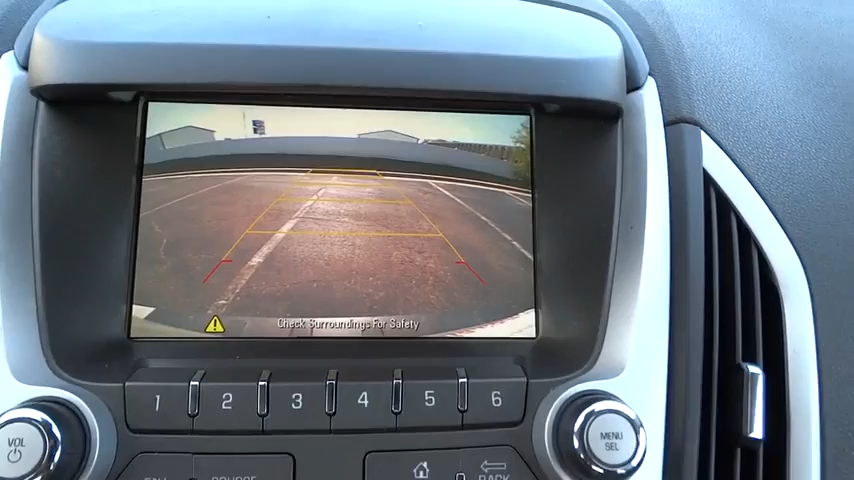 Check Surroundings For Safety
1 2 3 4 5 6
VOL
MENU
SEL
BACK